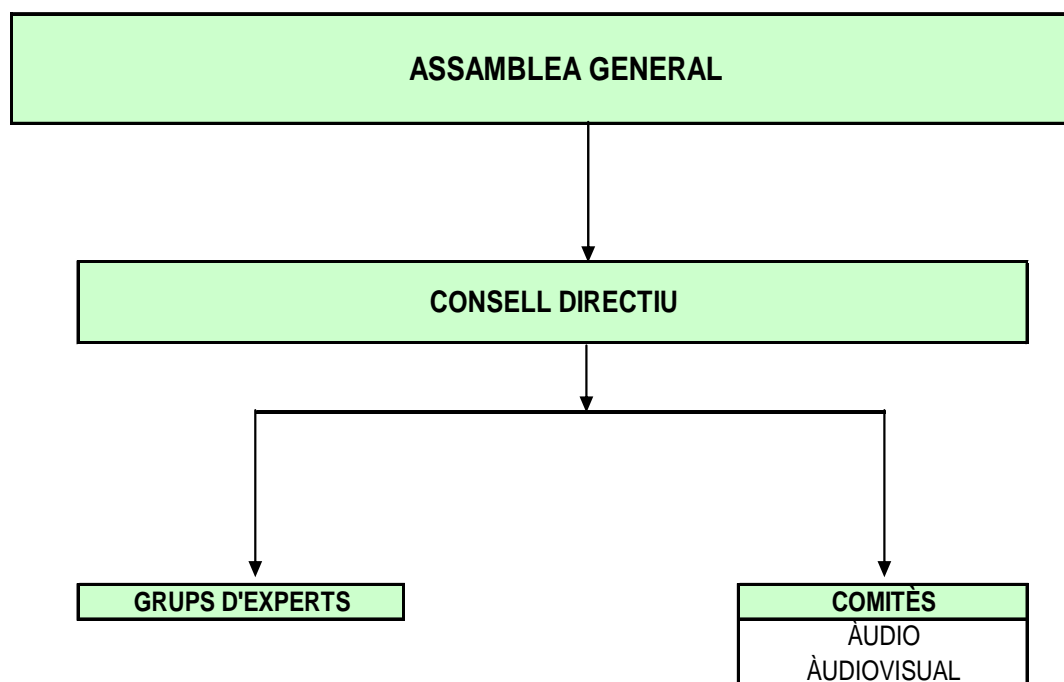 ASSAMBLEA GENERAL
CONSELL DIRECTIU
GRUPS D'EXPERTS
COMITÈS
ÀUDIO
ÀUDIOVISUAL